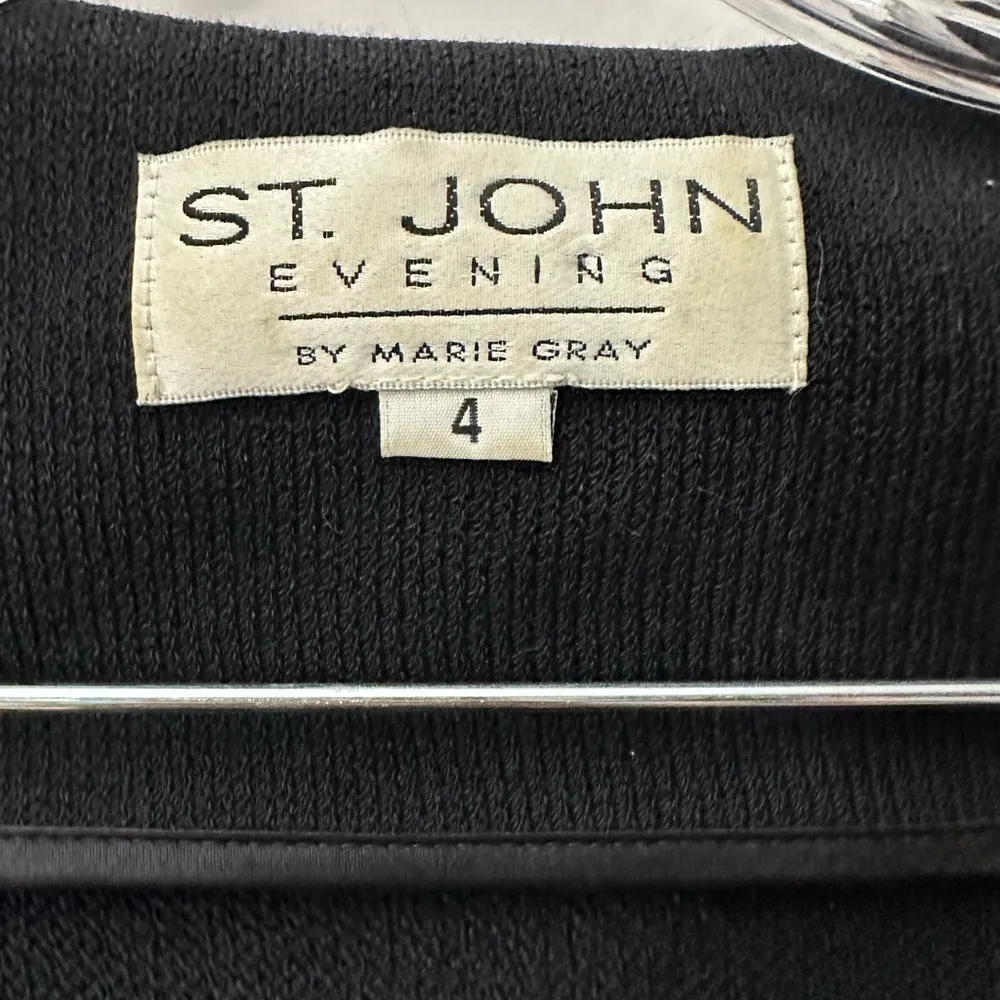 ST. JOHN
EVENING
BY MARIE GRAY
4